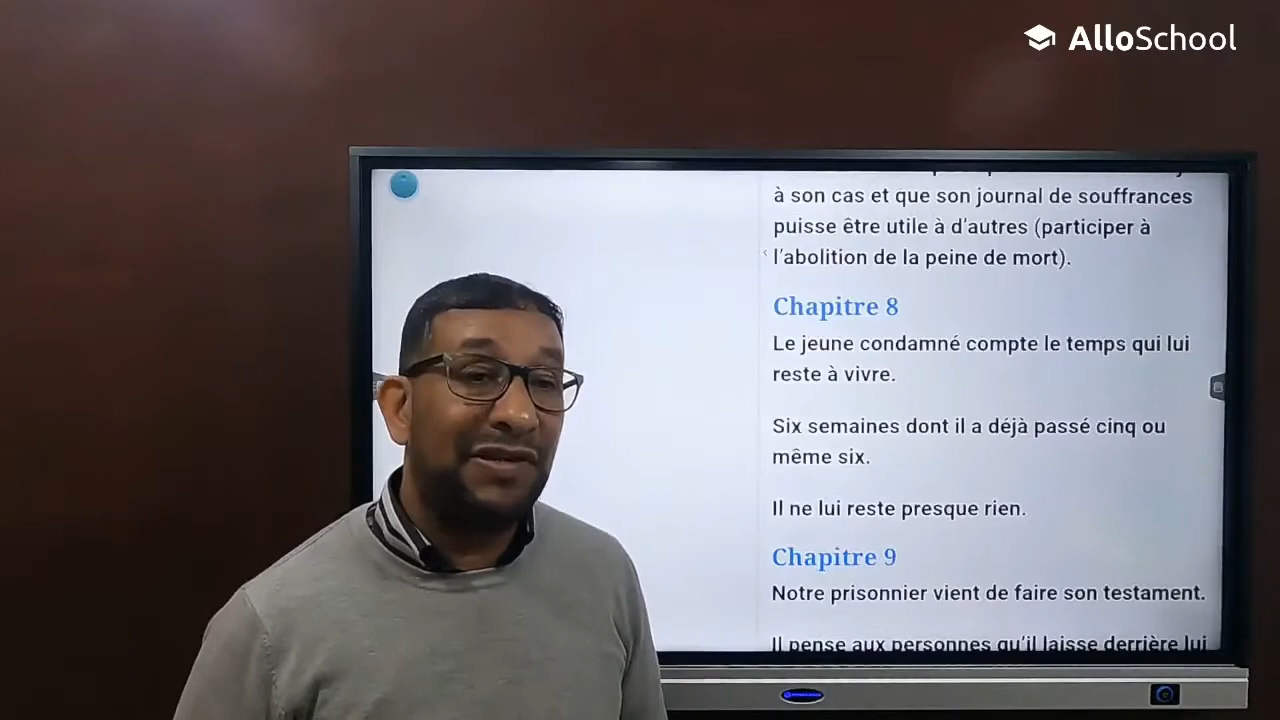 AlloSchool
à son cas et que son journal de souffrances
puisse être utile à d'autres (participer à
l'abolition de la peine de mort).
Chapitre 8
Le jeune condamné compte le temps qui lui
reste à vivre.
Six semaines dont il a déjà passé cinq ou
même six.
Il ne lui reste presque rien.
Chapitre 9
Notre prisonnier vient de faire son testament.
Il pense aux personnes qu'il laisse derrière lui